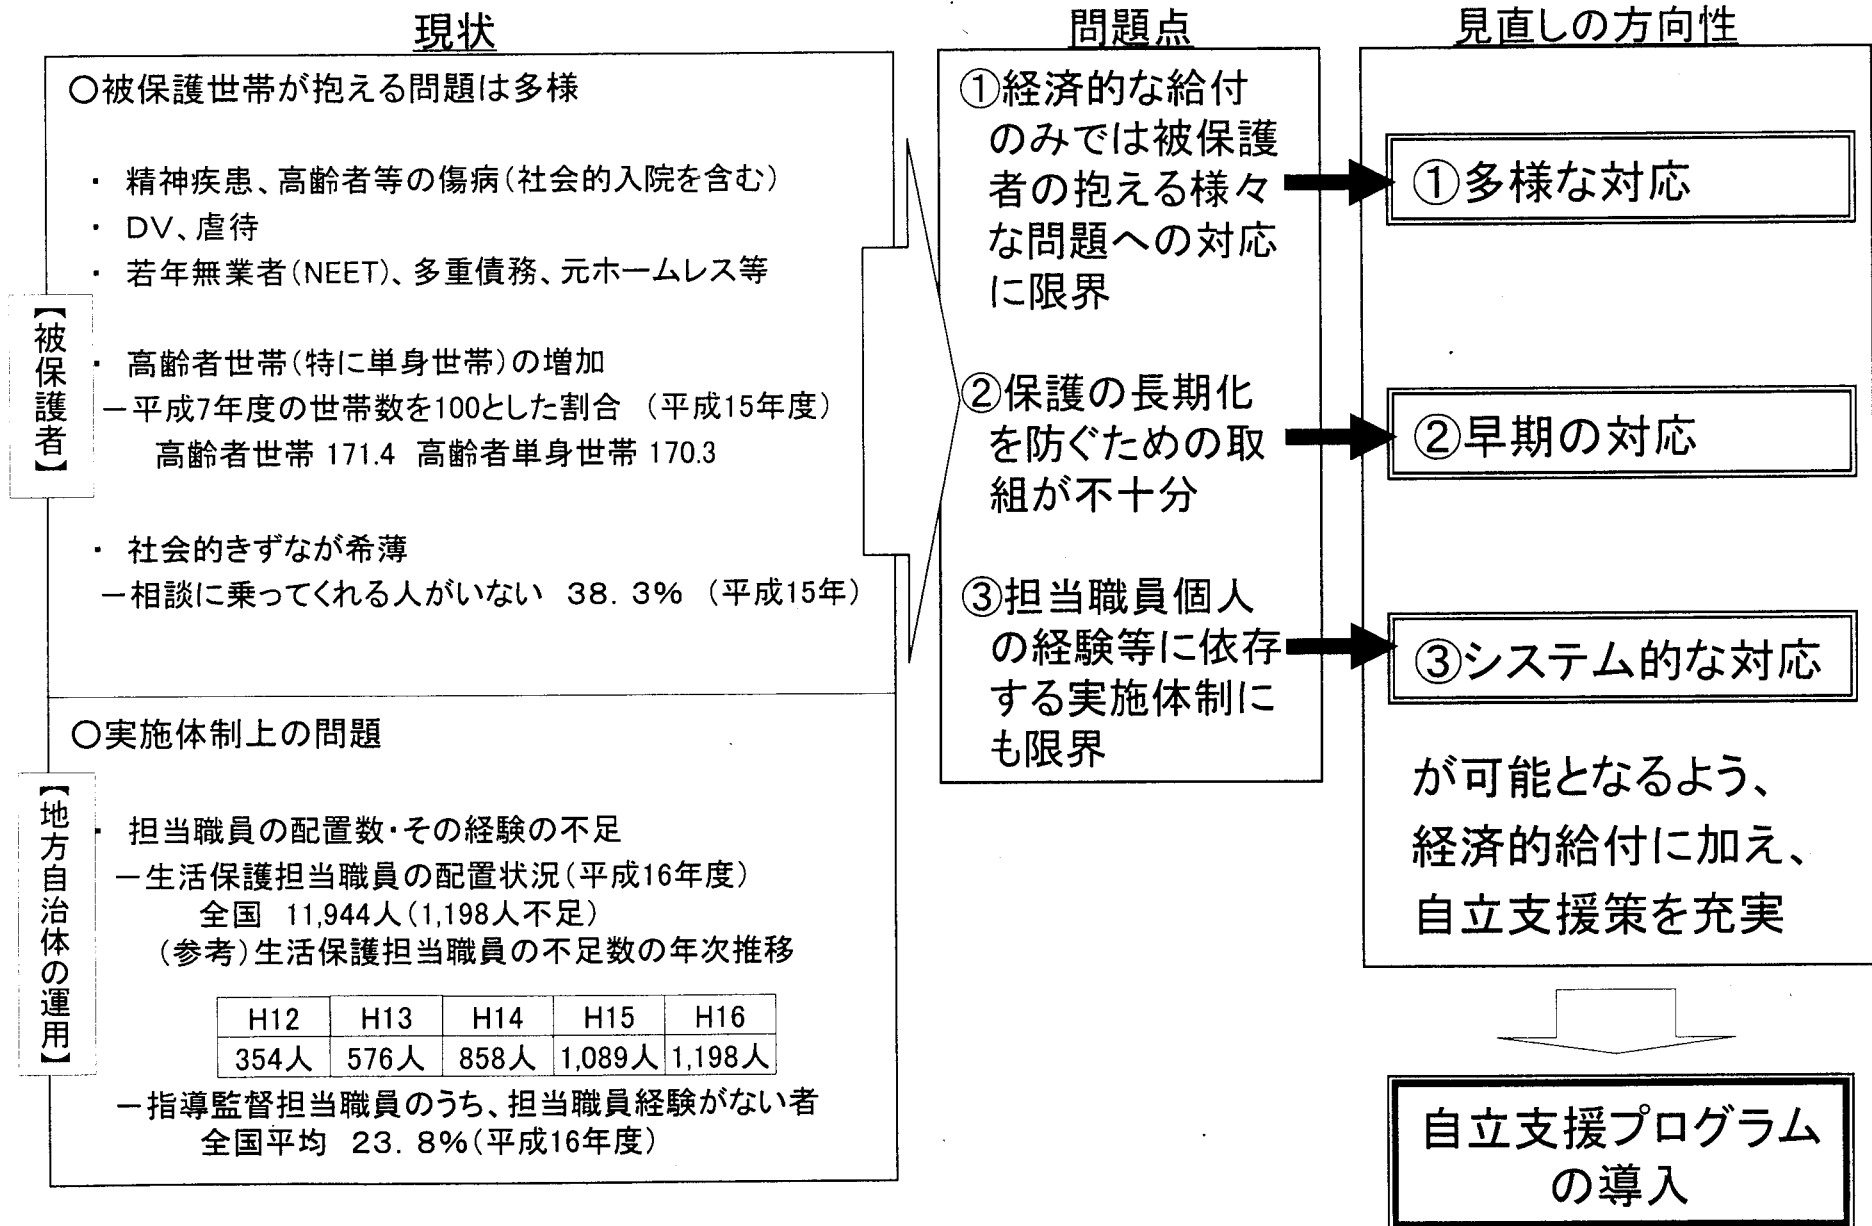 現状
○被保護世帯が抱える問題は多様
・ 精神疾患、高齢者等の傷病(社会的入院を含む)
・ DV、虐待
・ 若年無業者(NEET)、多重債務、元ホームレス等
【被保護者】
・ 高齢者世帯(特に単身世帯)の増加
－平成7年度の世帯数を100とした割合 (平成15年度)
高齢者世帯 171.4 高齢者単身世帯 170.3
・ 社会的きずなが希薄
－相談に乗ってくれる人がいない 38.3% (平成15年)
○実施体制上の問題
【地方自治体の運用】
・ 担当職員の配置数・その経験の不足
－生活保護担当職員の配置状況(平成16年度)
全国 11,944人(1,198人不足)
(参考)生活保護担当職員の不足数の年次推移
H12 H13 H14 H15 H16
354人 576人 858人 1,089人 1,198人
－指導監督担当職員のうち、担当職員経験がない者
全国平均 23.8%(平成16年度)
問題点
①経済的な給付
のみでは被保護
者の抱える様々
な問題への対応
に限界
②保護の長期化
を防ぐための取
組が不十分
③担当職員個人
の経験等に依存
する実施体制に
も限界
見直しの方向性
①多様な対応
②早期の対応
③システム的な対応
が可能となるよう、
経済的給付に加え、
自立支援策を充実
自立支援プログラム
の導入